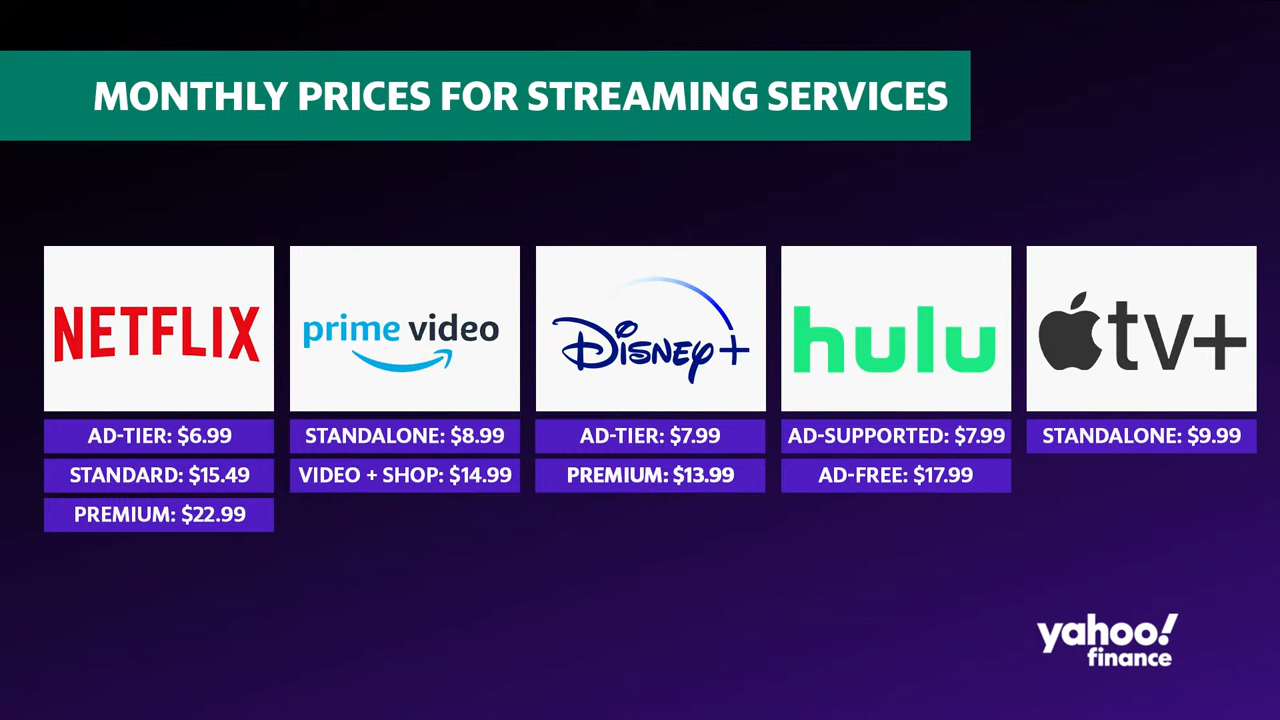 MONTHLY PRICES FOR STREAMING SERVICES
NETFLIX
AD-TIER: $6.99
STANDARD: $15.49
PREMIUM: $22.99
prime video
STANDALONE: $8.99
VIDEO + SHOP: $14.99
Disney+
AD-TIER: $7.99
PREMIUM: $13.99
hulu
AD-SUPPORTED: $7.99
AD-FREE: $17.99
tv+
STANDALONE: $9.99
yahoo!
finance